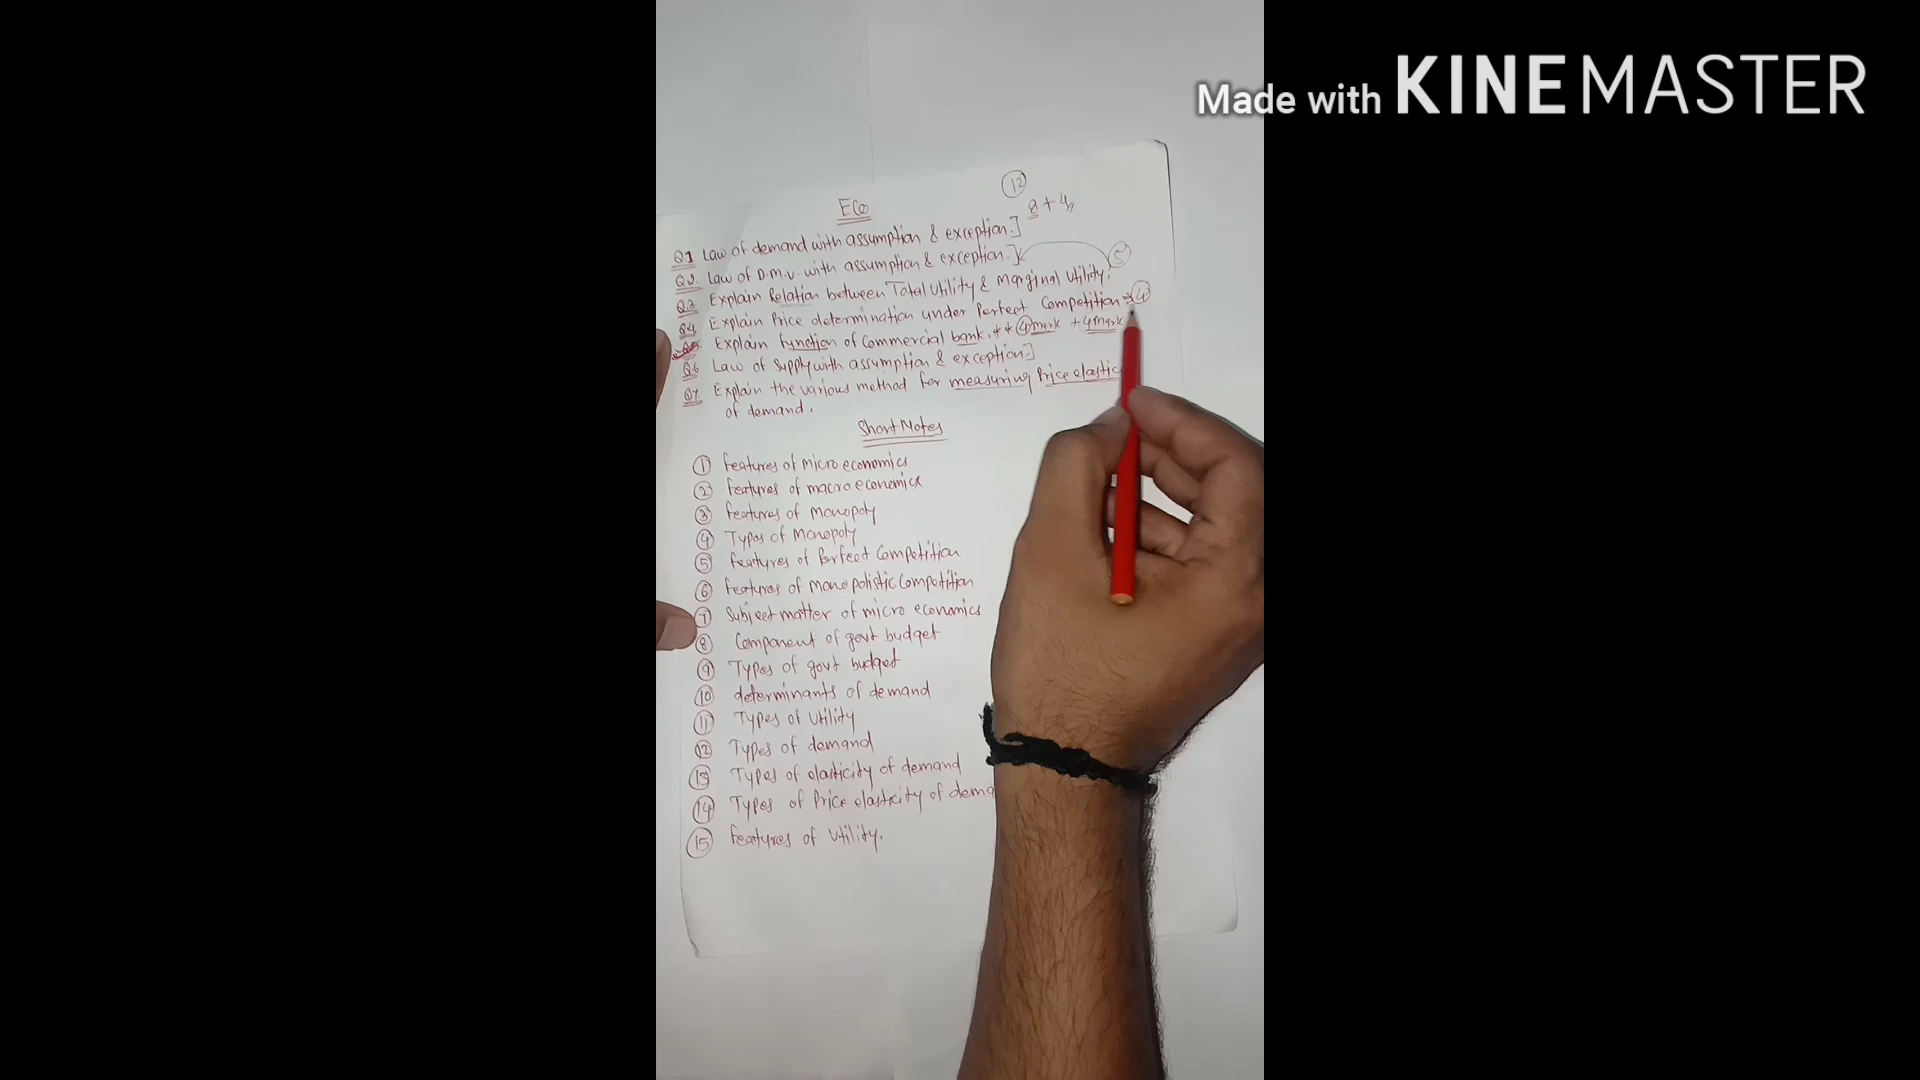 Made with KINEMASTER
12
Eco
8 + 4
Q1 Law of demand with assumption & exception.]
Q2 Law of D.M.U. with assumption & exception.]
5
Q3 Explain Relation between Total Utility & Marginal Utility.
Q4 Explain Price determination under Perfect Competition 4
Q5 Explain function of Commercial bank. ** 4 mark + 4 mark
Q6 Law of Supply with assumption & exception]
Q7 Explain the various method for measuring Price elastic
of demand.
Short Notes
1 features of micro economics
2 features of macro economics
3 features of Monopoly
4 Types of Monopoly
5 features of Perfect Competition
6 features of Monopolistic Competition
7 Subject matter of micro economics
8 Component of govt budget
9 Types of govt budget
10 determinants of demand
11 Types of Utility
12 Types of demand
13 Types of elasticity of demand
14 Types of Price elasticity of dema
15 features of Utility.